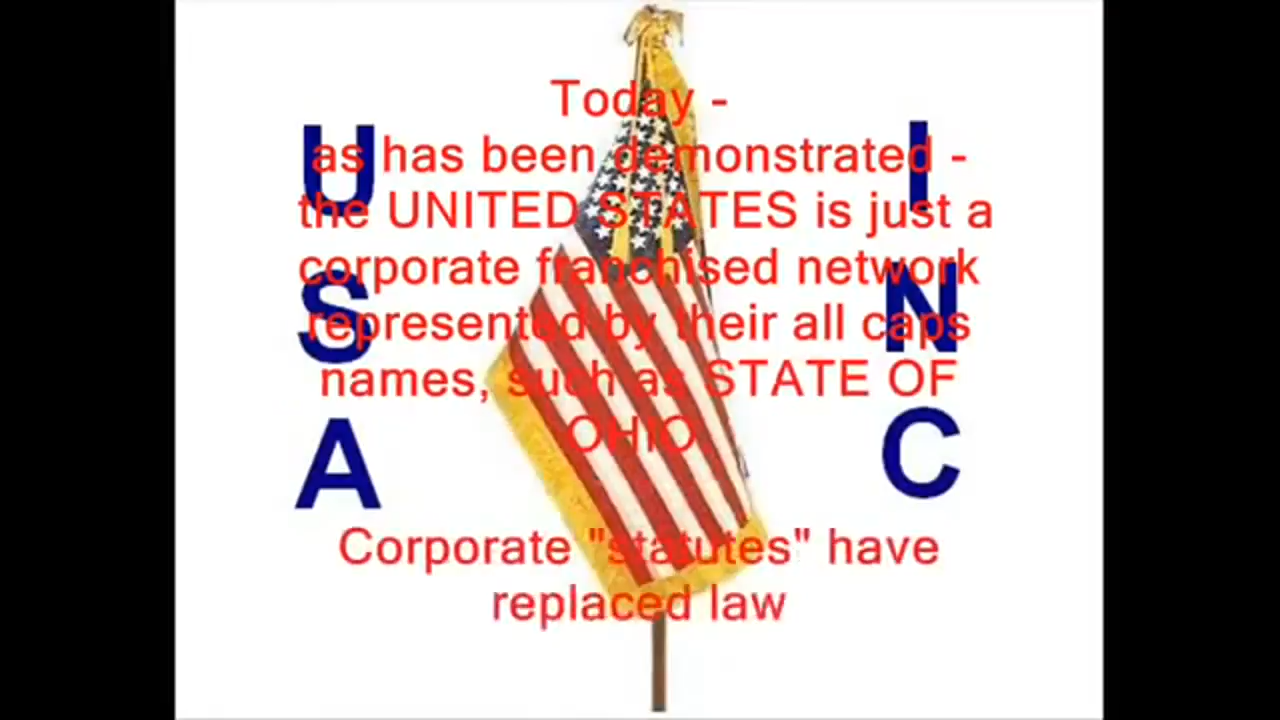 Today -
as has been demonstrated -
the UNITED STATES is just a
corporate franchised network
represented by their all caps
names, such as STATE OF
OHIO.
Corporate "statutes" have
replaced law
U
S
A
I
N
C